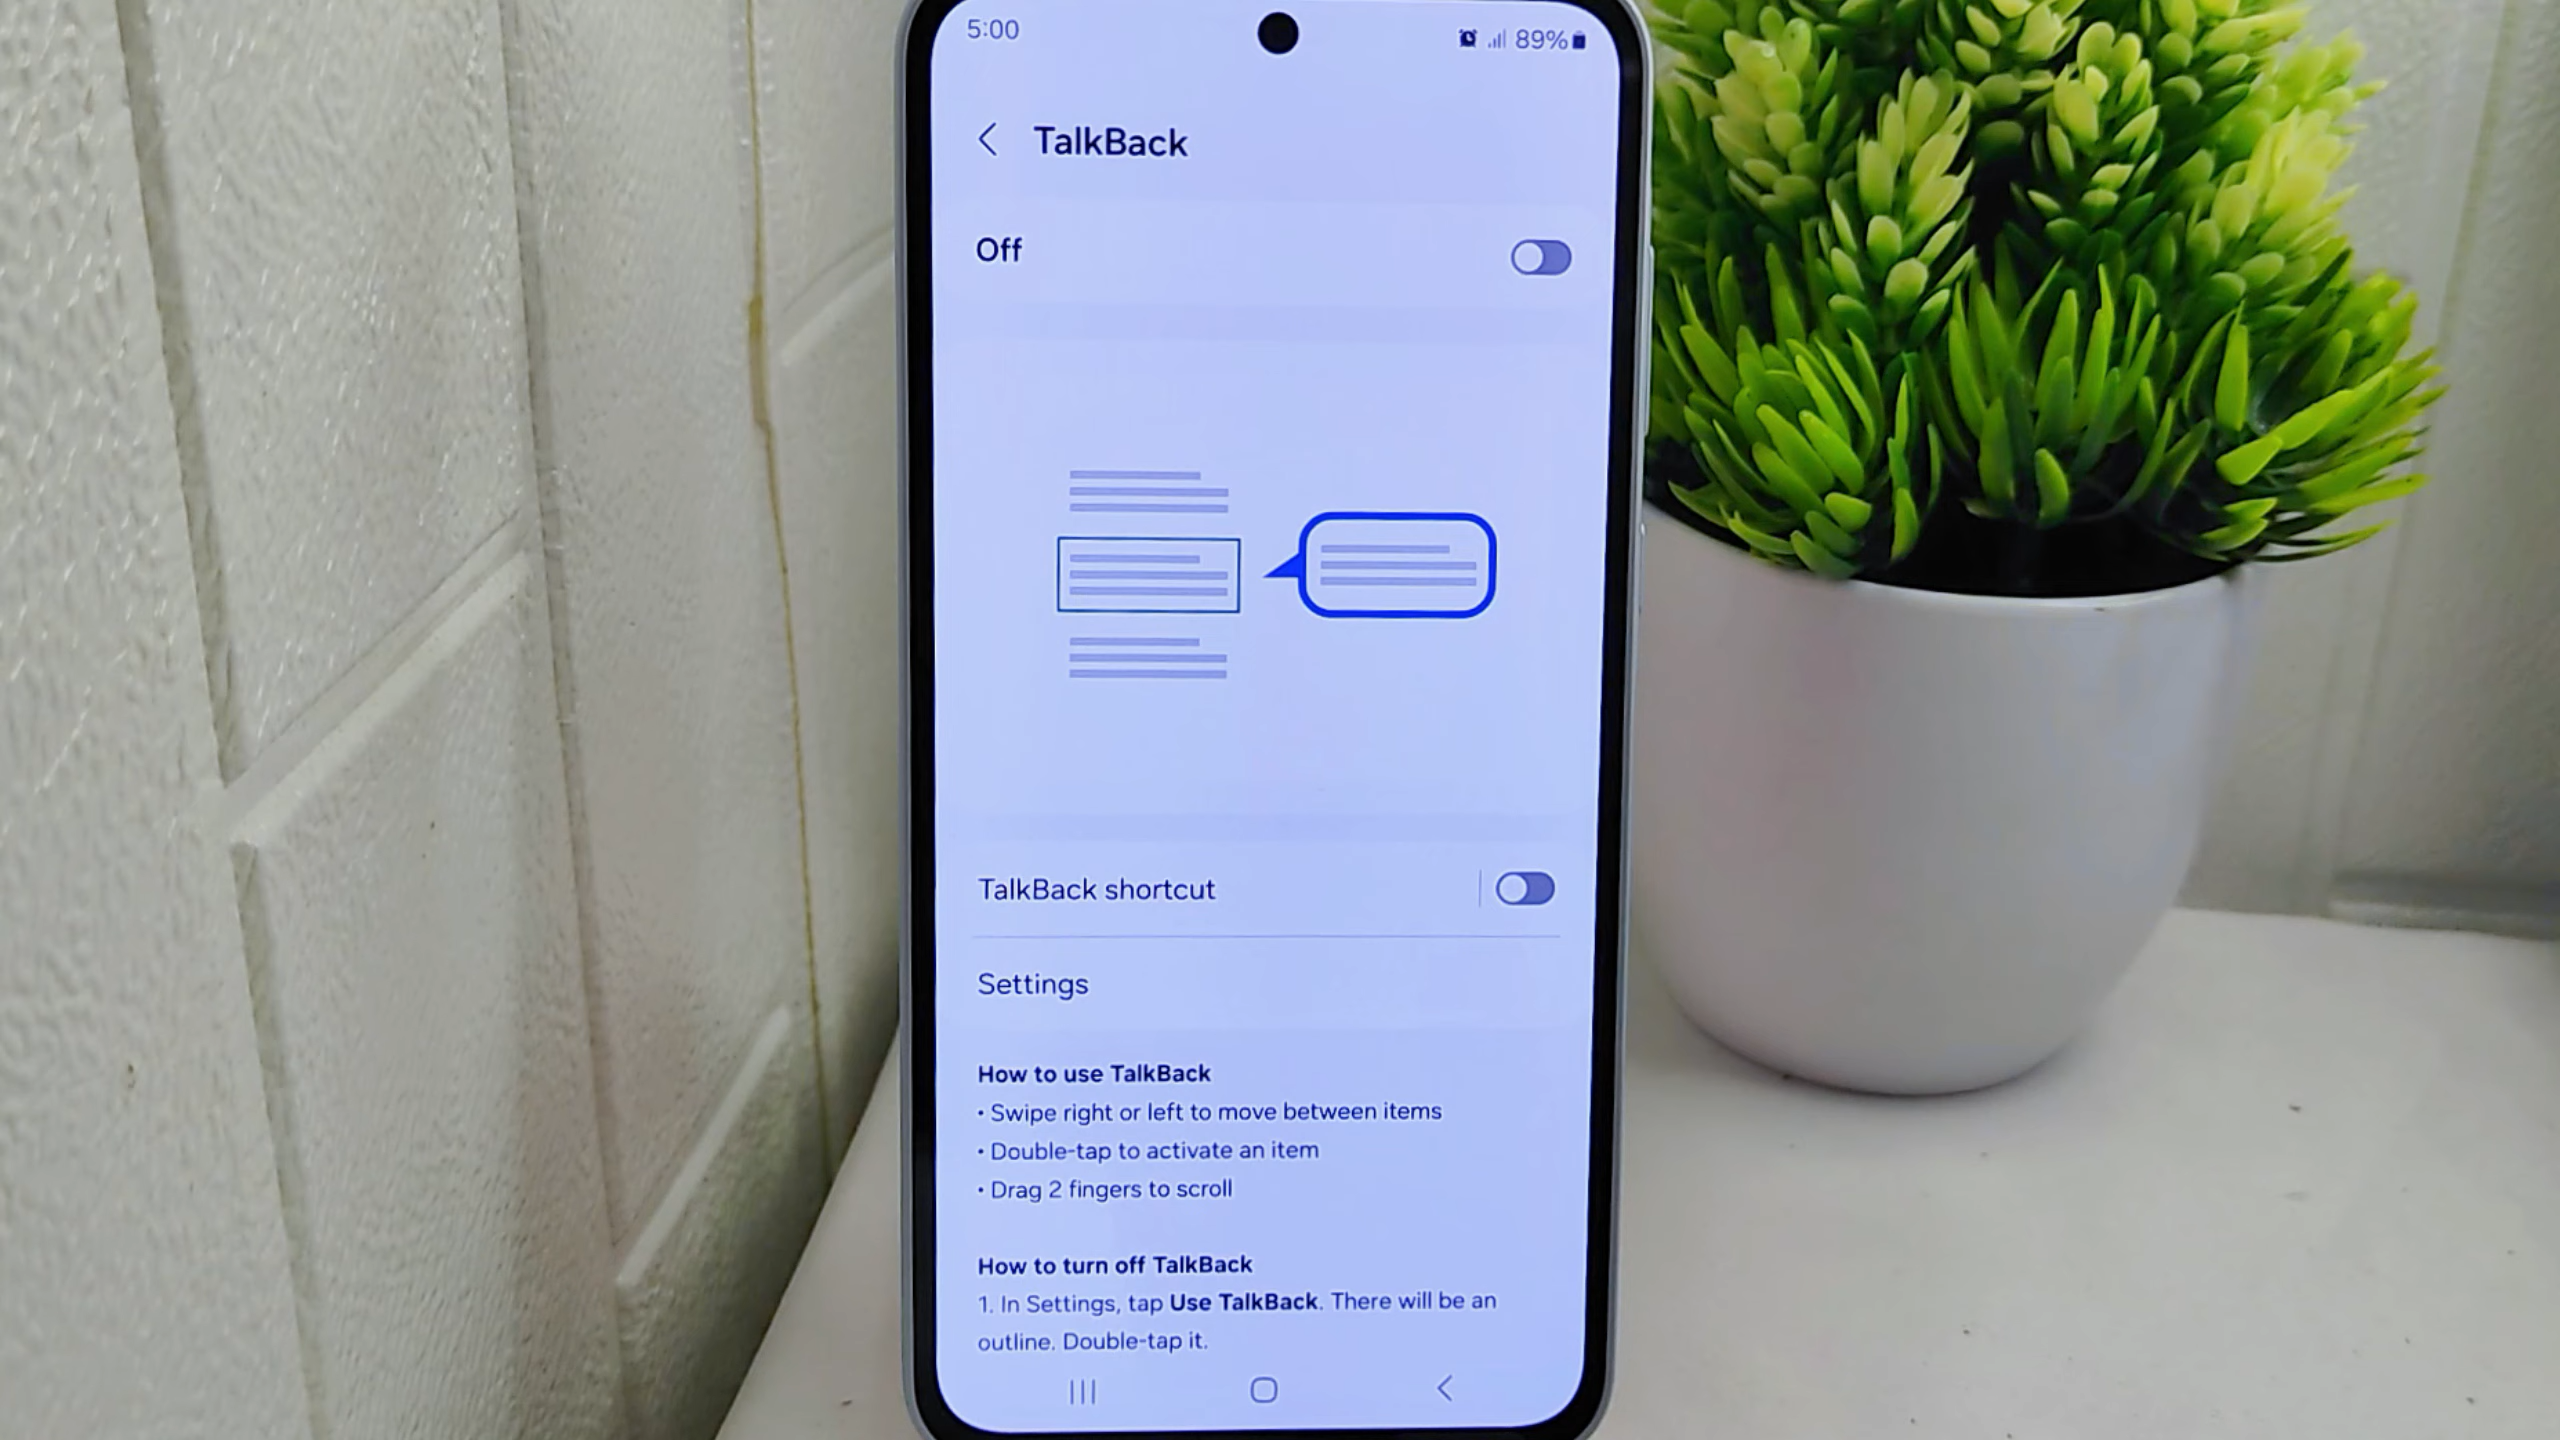 5:00
89%
TalkBack
Off
TalkBack shortcut
Settings
How to use TalkBack
• Swipe right or left to move between items
• Double-tap to activate an item
• Drag 2 fingers to scroll
How to turn off TalkBack
1. In Settings, tap Use TalkBack. There will be an
outline. Double-tap it.